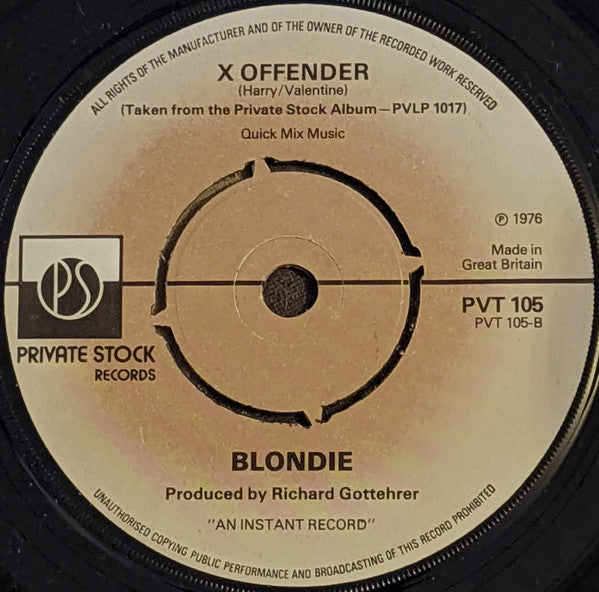 ALL RIGHTS OF THE MANUFACTURER AND OF THE OWNER OF THE RECORDED WORK RESERVED
X OFFENDER
(Harry/Valentine)
(Taken from the Private Stock Album—PVLP 1017)
Quick Mix Music
℗ 1976
Made in
Great Britain
PS
PVT 105
PVT 105-B
PRIVATE STOCK
RECORDS
BLONDIE
Produced by Richard Gottehrer
"AN INSTANT RECORD"
UNAUTHORISED COPYING PUBLIC PERFORMANCE AND BROADCASTING OF THIS RECORD PROHIBITED